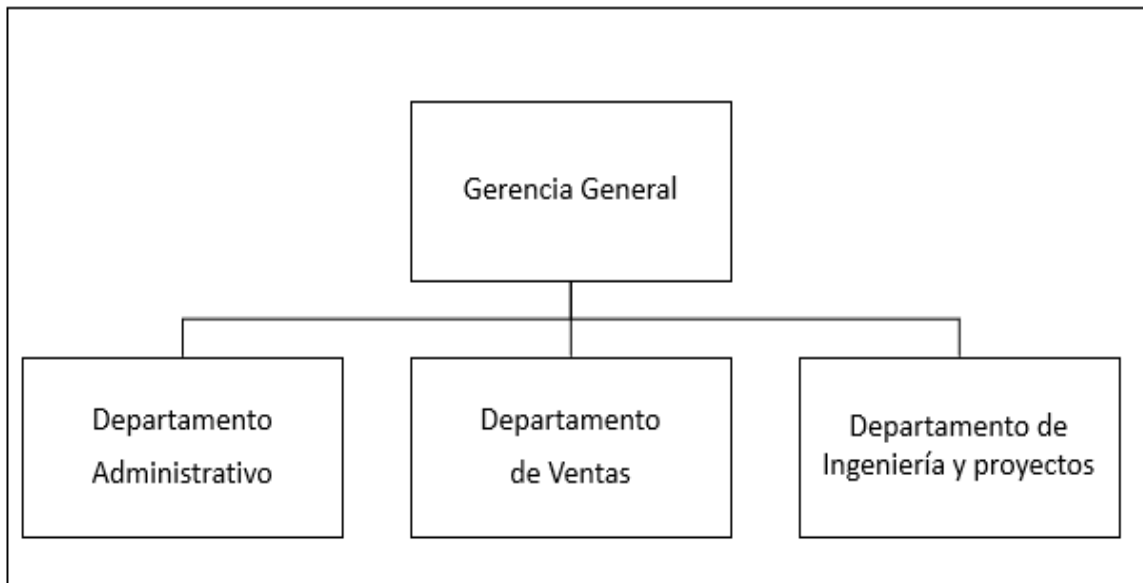 Gerencia General
Departamento
Administrativo
Departamento
de Ventas
Departamento de
Ingeniería y proyectos